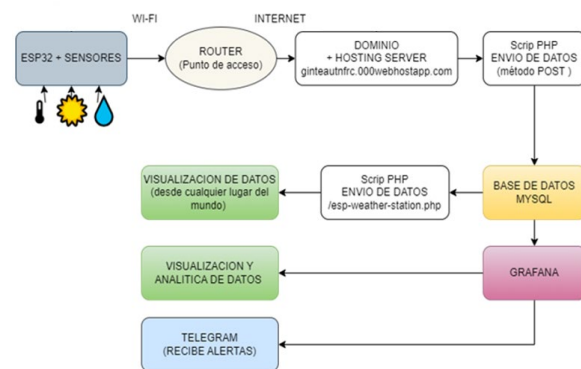 WI-FI
INTERNET
ESP32 + SENSORES
ROUTER
(Punto de acceso)
DOMINIO
+ HOSTING SERVER
ginteautnfrc.000webhostapp.com
Scrip PHP
ENVIO DE DATOS
(método POST )
VISUALIZACION DE DATOS
(desde cualquier lugar del
mundo)
Scrip PHP
ENVIO DE DATOS
/esp-weather-station.php
BASE DE DATOS
MYSQL
VISUALIZACION Y
ANALITICA DE DATOS
GRAFANA
TELEGRAM
(RECIBE ALERTAS)